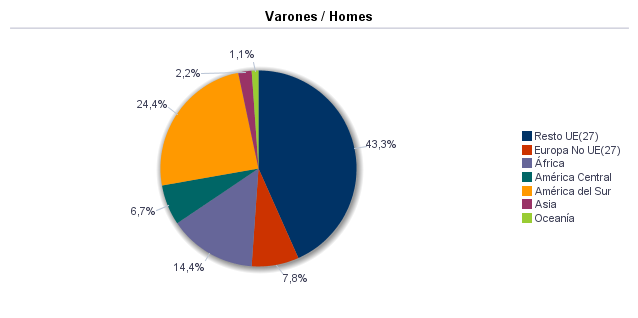 Varones / Homes
1,1%
2,2%
24,4%
43,3%
6,7%
14,4%
7,8%
Resto UE(27)
Europa No UE(27)
África
América Central
América del Sur
Asia
Oceanía